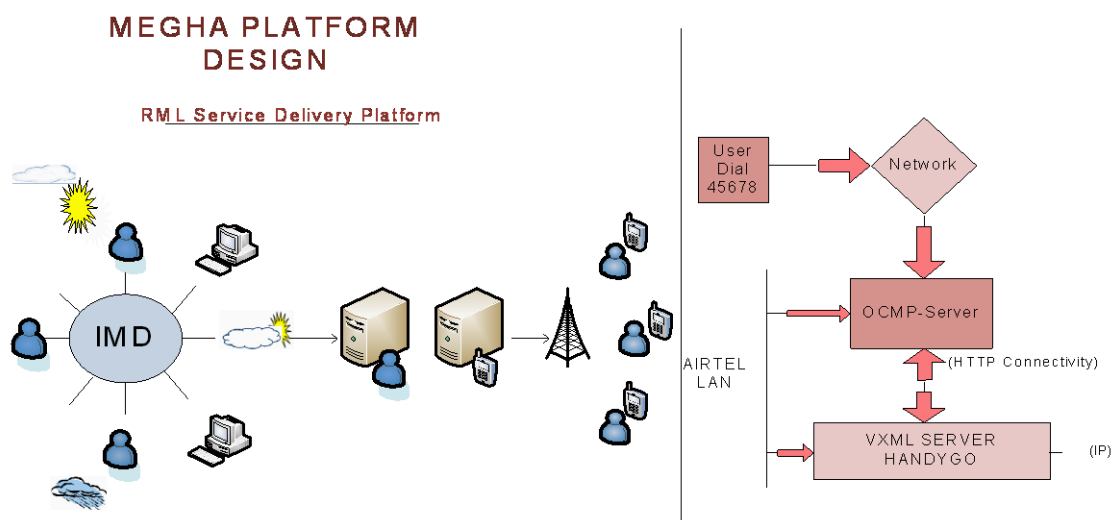 MEGHA PLATFORM
DESIGN
RML Service Delivery Platform
IMD
User
Dial
45678
Network
OCMP-Server
(HTTP Connectivity)
AIRTEL
LAN
VXML SERVER
HANDYGO
(IP)